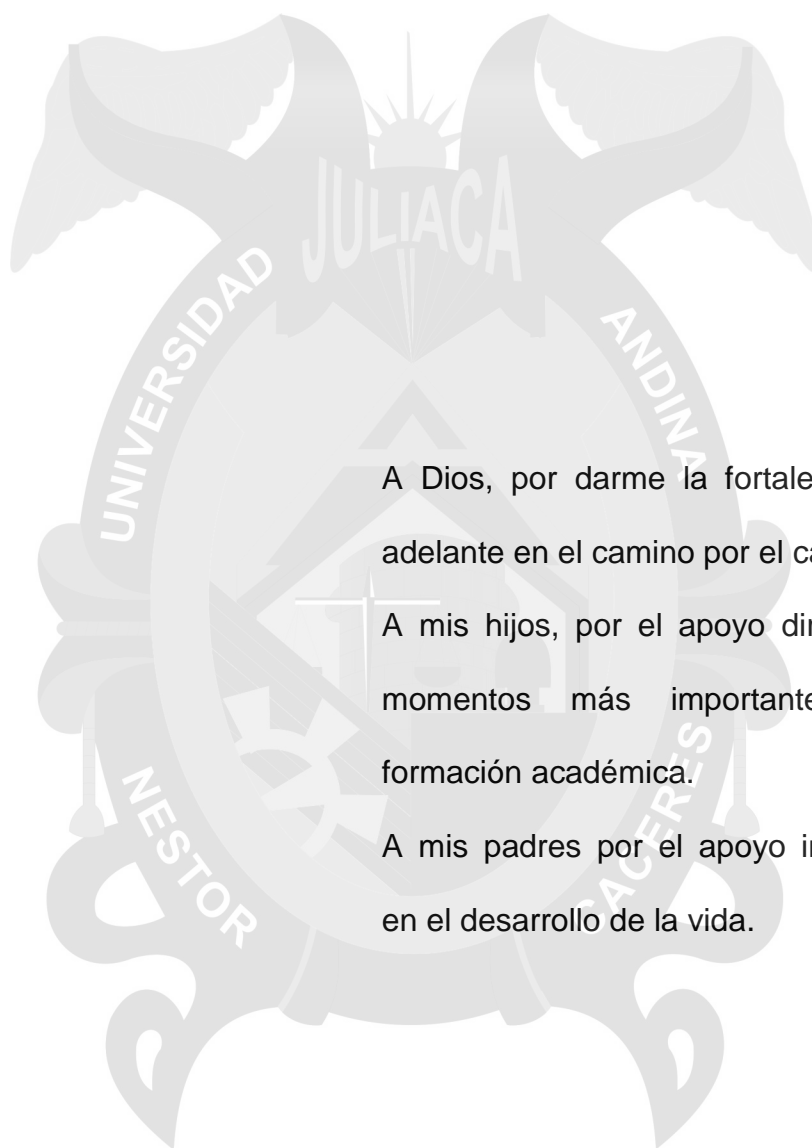 JULIACA
UNIVERSIDAD
ANDINA
A Dios, por darme la fortale
adelante en el camino por el ca
A mis hijos, por el apoyo
momentos más importante
formación académica.
A mis padres por el apoyo
en el desarrollo de la vida.
NESTOR
CACERES